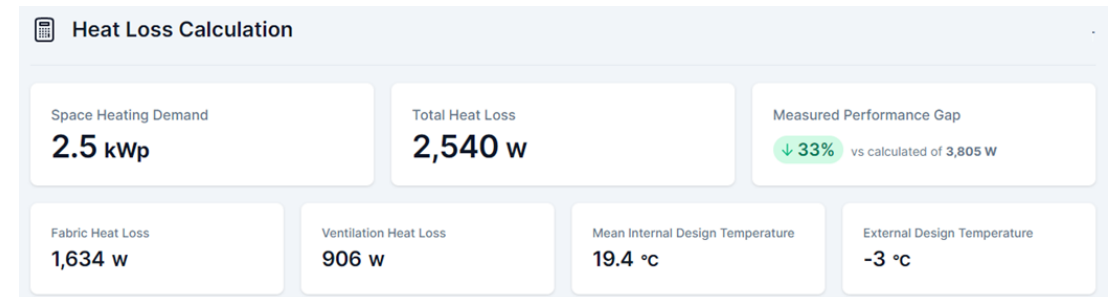 Heat Loss Calculation
Space Heating Demand
2.5 kWp
Total Heat Loss
2,540 W
Measured Performance Gap
↓ 33% vs calculated of 3,805 W
Fabric Heat Loss
1,634 W
Ventilation Heat Loss
906 W
Mean Internal Design Temperature
19.4 °C
External Design Temperature
-3 °C